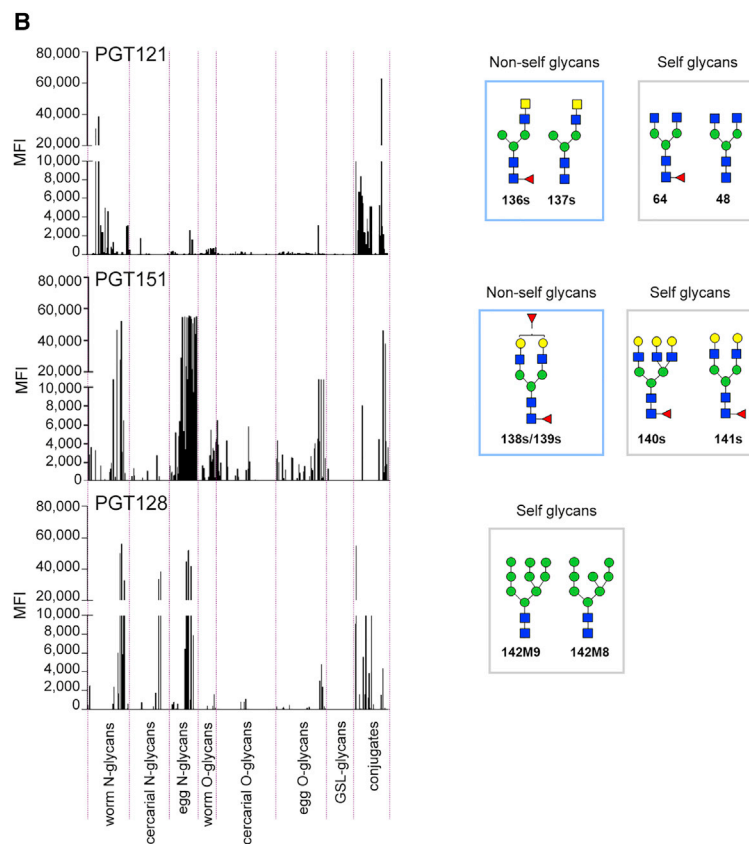 B
PGT121
80,000
60,000
40,000
20,000
10,000
8,000
6,000
4,000
2,000
0
MFI
Non-self glycans
136s 137s
Self glycans
64 48
PGT151
80,000
60,000
40,000
20,000
10,000
8,000
6,000
4,000
2,000
0
MFI
Non-self glycans
138s/139s
Self glycans
140s 141s
PGT128
80,000
60,000
40,000
20,000
10,000
8,000
6,000
4,000
2,000
0
MFI
Self glycans
142M9 142M8
worm N-glycans
cercarial N-glycans
egg N-glycans
worm O-glycans
cercarial O-glycans
egg O-glycans
GSL-glycans
conjugates